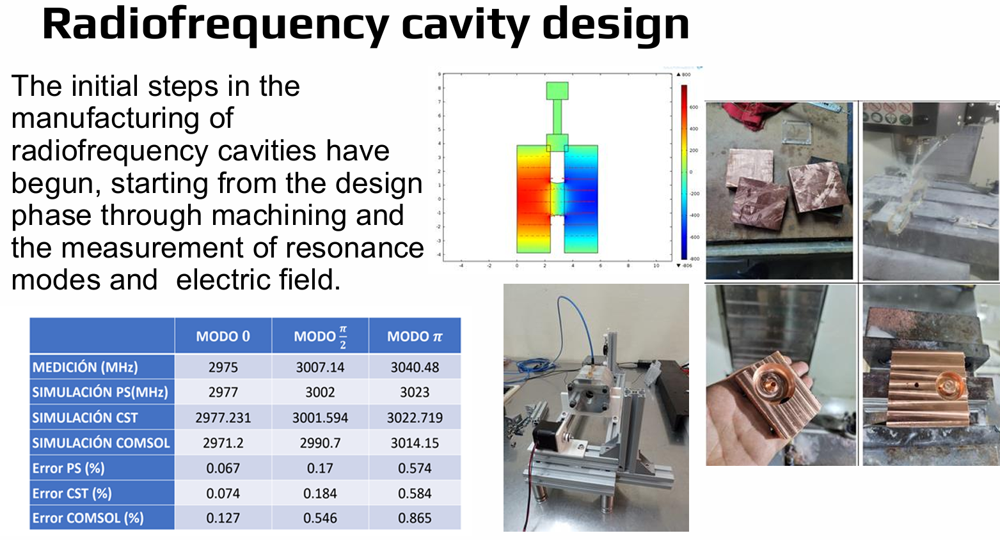 Radiofrequency cavity design
The initial steps in the
manufacturing of
radiofrequency cavities have
begun, starting from the design
phase through machining and
the measurement of resonance
modes and  electric field.
9
8
7
6
5
4
3
2
1
0
-1
-2
-3
-4
-4 -2 0 2 4 6 8 10
▲ 800
600
400
200
0
-200
-400
-600
-800
▼ -806
MODO 0 MODO π/2 MODO π
MEDICIÓN (MHz) 2975 3007.14 3040.48
SIMULACIÓN PS(MHz) 2977 3002 3023
SIMULACIÓN CST 2977.231 3001.594 3022.719
SIMULACIÓN COMSOL 2971.2 2990.7 3014.15
Error PS (%) 0.067 0.17 0.574
Error CST (%) 0.074 0.184 0.584
Error COMSOL (%) 0.127 0.546 0.865